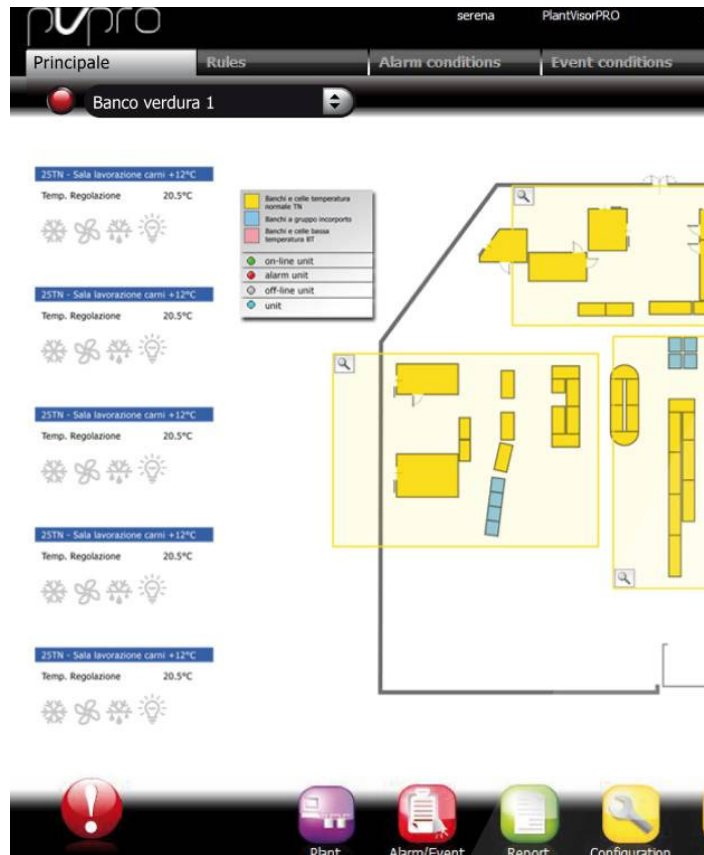 pvpro
serena PlantVisorPRO
Principale Rules Alarm conditions Event conditions
Banco verdura 1
25TN - Sala lavorazione carni +12°C
Temp. Regolazione 20.5°C
25TN - Sala lavorazione carni +12°C
Temp. Regolazione 20.5°C
25TN - Sala lavorazione carni +12°C
Temp. Regolazione 20.5°C
25TN - Sala lavorazione carni +12°C
Temp. Regolazione 20.5°C
25TN - Sala lavorazione carni +12°C
Temp. Regolazione 20.5°C
Banchi e celle temperatura
normale TN
Banchi a gruppo incorporto
Banchi e celle bassa
temperatura BT
on-line unit
alarm unit
off-line unit
unit
Plant Alarm/Event Report Configuration